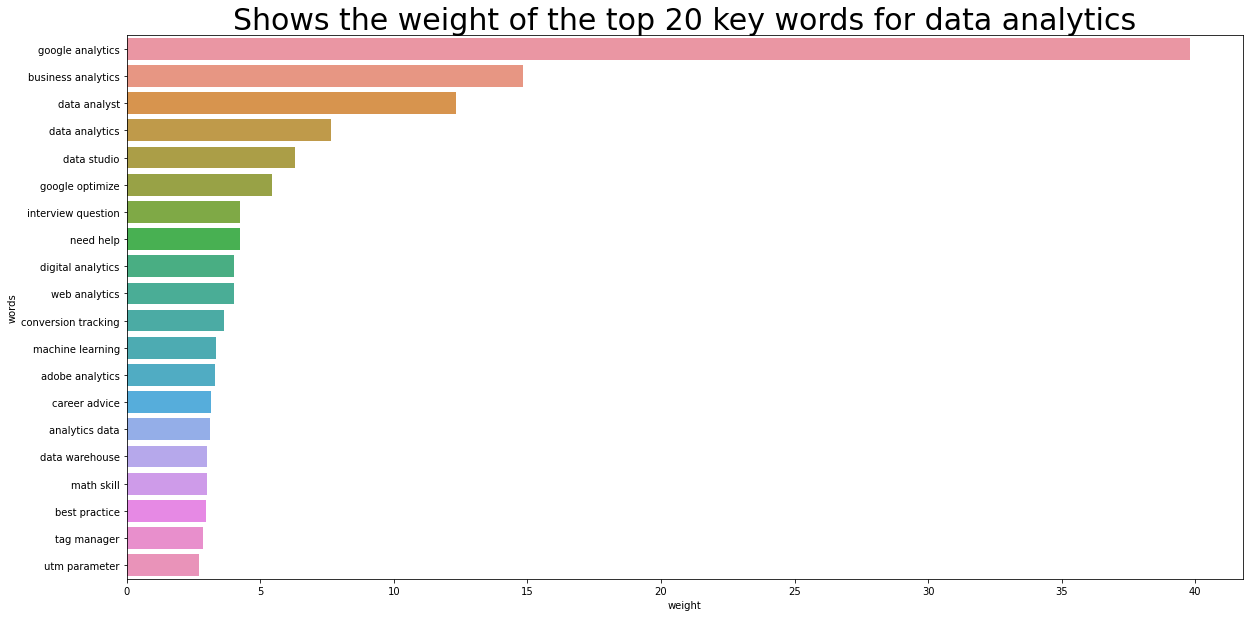 Shows the weight of the top 20 key words for data analytics
google analytics
business analytics
data analyst
data analytics
data studio
google optimize
interview question
need help
digital analytics
web analytics
words
conversion tracking
machine learning
adobe analytics
career advice
analytics data
data warehouse
math skill
best practice
tag manager
utm parameter
0 5 10 15 20 25 30 35 40
weight